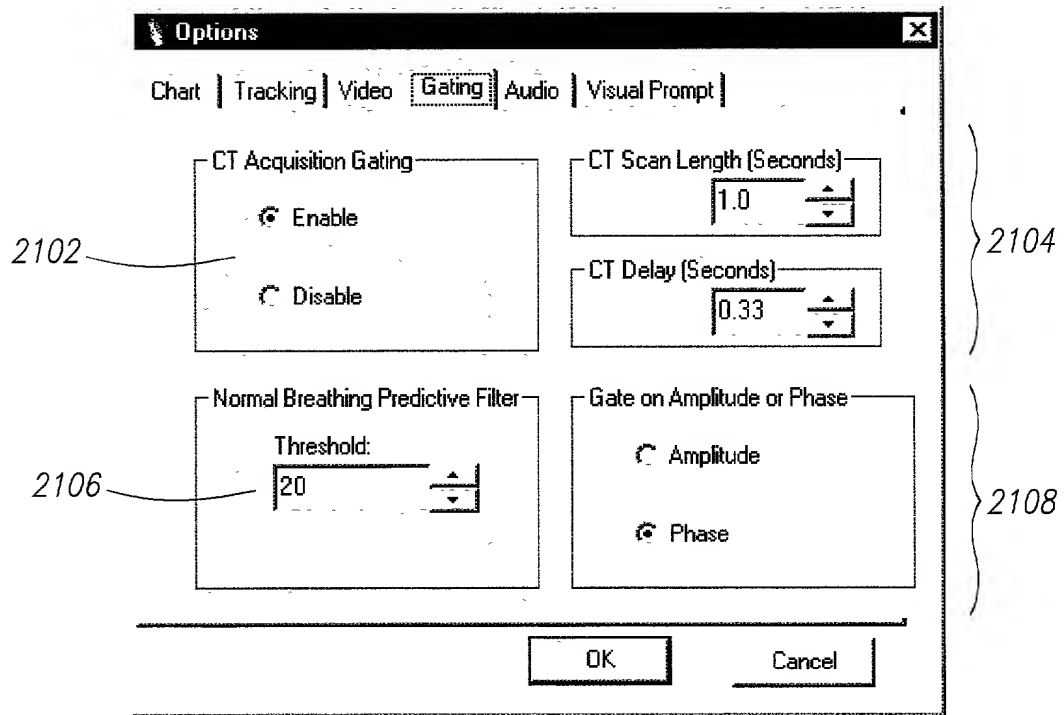 Options
Chart Tracking Video Gating Audio Visual Prompt
CT Acquisition Gating
Enable
Disable
2102
CT Scan Length (Seconds)
1.0
CT Delay (Seconds)
0.33
2104
Normal Breathing Predictive Filter
Threshold:
20
2106
Gate on Amplitude or Phase
Amplitude
Phase
2108
OK Cancel